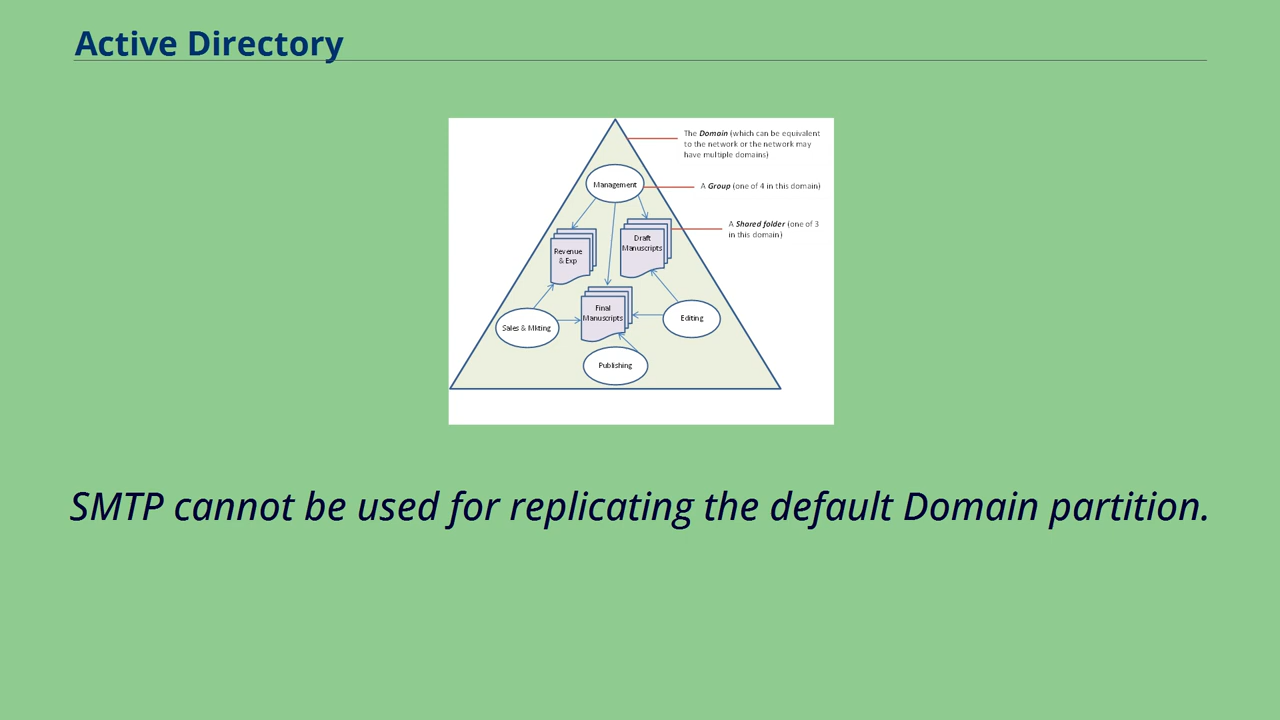 Active Directory
The Domain (which can be equivalent
to the network or the network may
have multiple domains)
Management
A Group (one of 4 in this domain)
A Shared folder (one of 3
in this domain)
Draft
Manuscripts
Revenue
& Exp
Final
Manuscripts
Editing
Sales & Mkting
Publishing
SMTP cannot be used for replicating the default Domain partition.